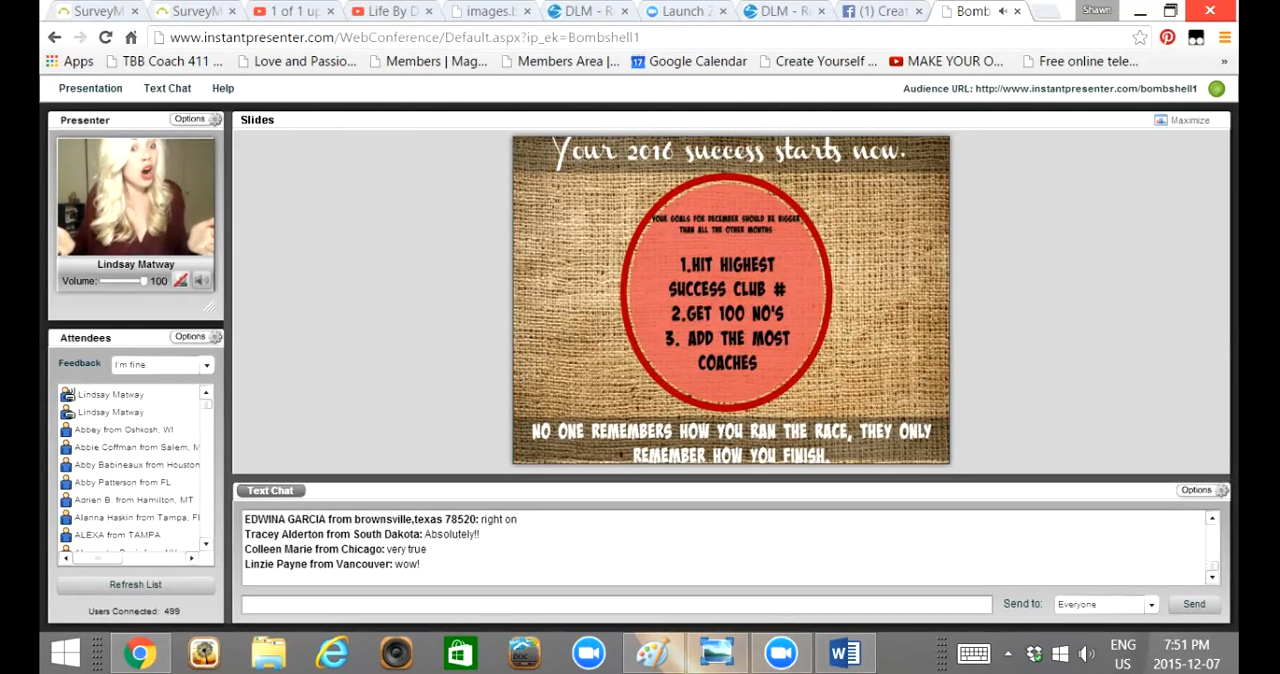 SurveyM
SurveyM
1 of 1 up
Life By D
images.b
DLM - R
Launch 2
DLM - R
(1) Creat
Bomb
Shawn
www.instantpresenter.com/WebConference/Default.aspx?ip_ek=Bombshell1
Apps
TBB Coach 411 ...
Love and Passio...
Members | Mag...
Members Area |...
17 Google Calendar
Create Yourself ...
MAKE YOUR O...
Free online tele...
»
Presentation Text Chat Help
Audience URL: http://www.instantpresenter.com/bombshell1
Presenter
Options
Lindsay Matway
Volume: 100
Attendees
Options
Feedback I'm fine
Lindsay Matway
Lindsay Matway
Abbey from Oshkosh, WI
Abbie Coffman from Salem, M
Abby Babineaux from Houston
Abby Patterson from FL
Adrien B. from Hamilton, MT
Alanna Haskin from Tampa, FL
ALEXA from TAMPA
Refresh List
Users Connected: 499
Slides
Maximize
Your 2016 success starts now.
YOUR GOALS FOR DECEMBER SHOULD BE BIGGER
THAN ALL THE OTHER MONTHS
1.HIT HIGHEST
SUCCESS CLUB #
2.GET 100 NO'S
3. ADD THE MOST
COACHES
NO ONE REMEMBERS HOW YOU RAN THE RACE, THEY ONLY
REMEMBER HOW YOU FINISH.
Text Chat
Options
EDWINA GARCIA from brownsville,texas 78520: right on
Tracey Alderton from South Dakota: Absolutely!!
Colleen Marie from Chicago: very true
Linzie Payne from Vancouver: wow!
Send to: Everyone Send
DOC
ENG
US
7:51 PM
2015-12-07